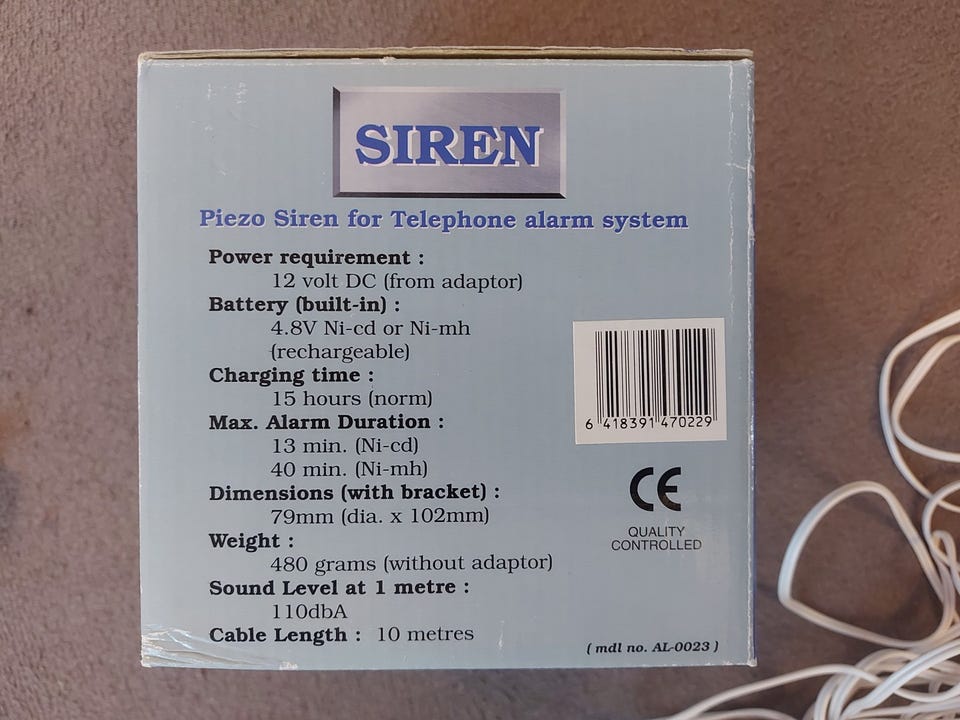 SIREN
Piezo Siren for Telephone alarm system
Power requirement :
12 volt DC (from adaptor)
Battery (built-in) :
4.8V Ni-cd or Ni-mh
(rechargeable)
Charging time :
15 hours (norm)
Max. Alarm Duration :
13 min. (Ni-cd)
40 min. (Ni-mh)
Dimensions (with bracket) :
79mm (dia. x 102mm)
Weight :
480 grams (without adaptor)
Sound Level at 1 metre :
110dbA
Cable Length : 10 metres
6 418391 470229
CE
QUALITY
CONTROLLED
( mdl no. AL-0023 )